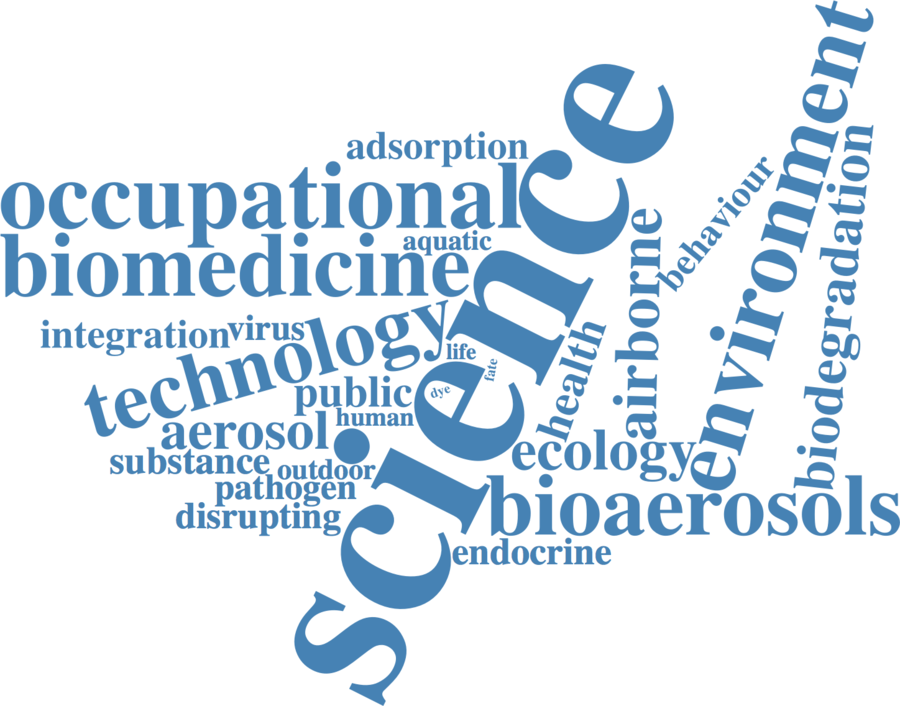 adsorption
occupational
aquatic
biomedicine
integration
virus
technology
life
public
dye
fate
human
aerosol
substance
outdoor
pathogen
disrupting
science
health
airborne
behaviour
environment
biodegradation
ecology
bioaerosols
endocrine